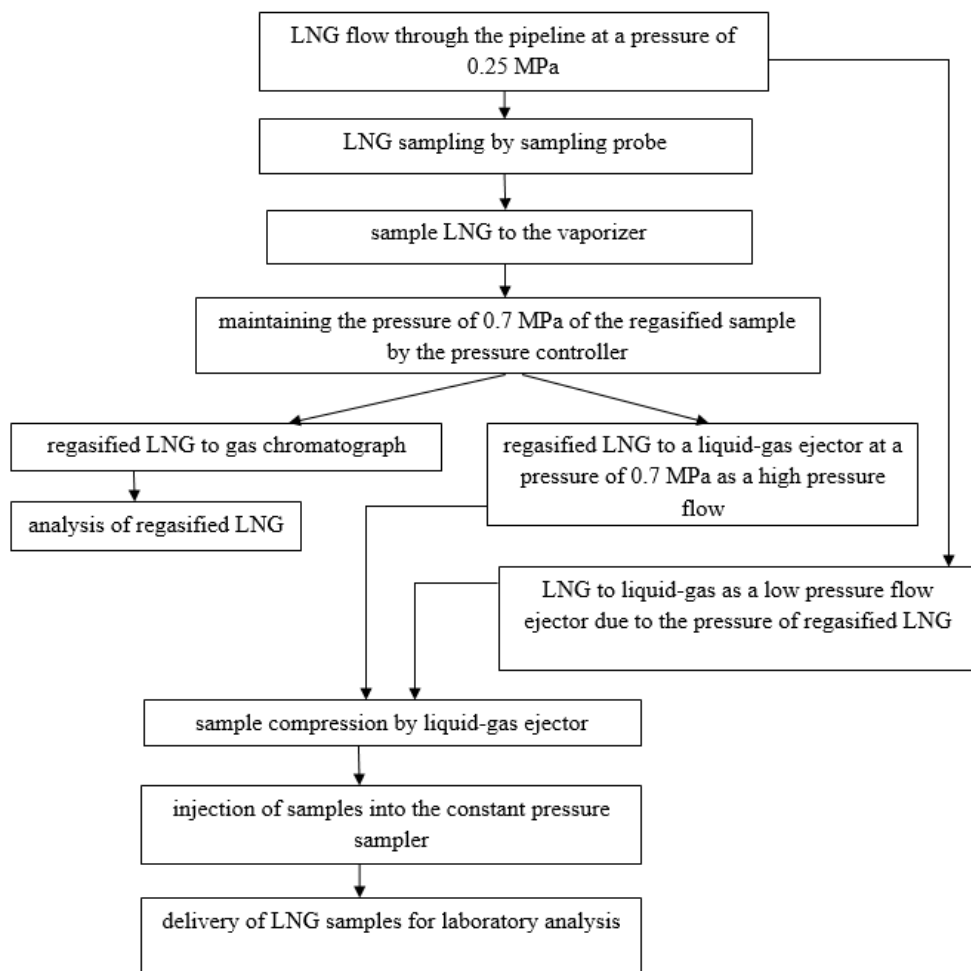 LNG flow through the pipeline at a pressure of
0.25 MPa
LNG sampling by sampling probe
sample LNG to the vaporizer
maintaining the pressure of 0.7 MPa of the regasified sample
by the pressure controller
regasified LNG to gas chromatograph
analysis of regasified LNG
regasified LNG to a liquid-gas ejector at a
pressure of 0.7 MPa as a high pressure
flow
LNG to liquid-gas as a low pressure flow
ejector due to the pressure of regasified LNG
sample compression by liquid-gas ejector
injection of samples into the constant pressure
sampler
delivery of LNG samples for laboratory analysis